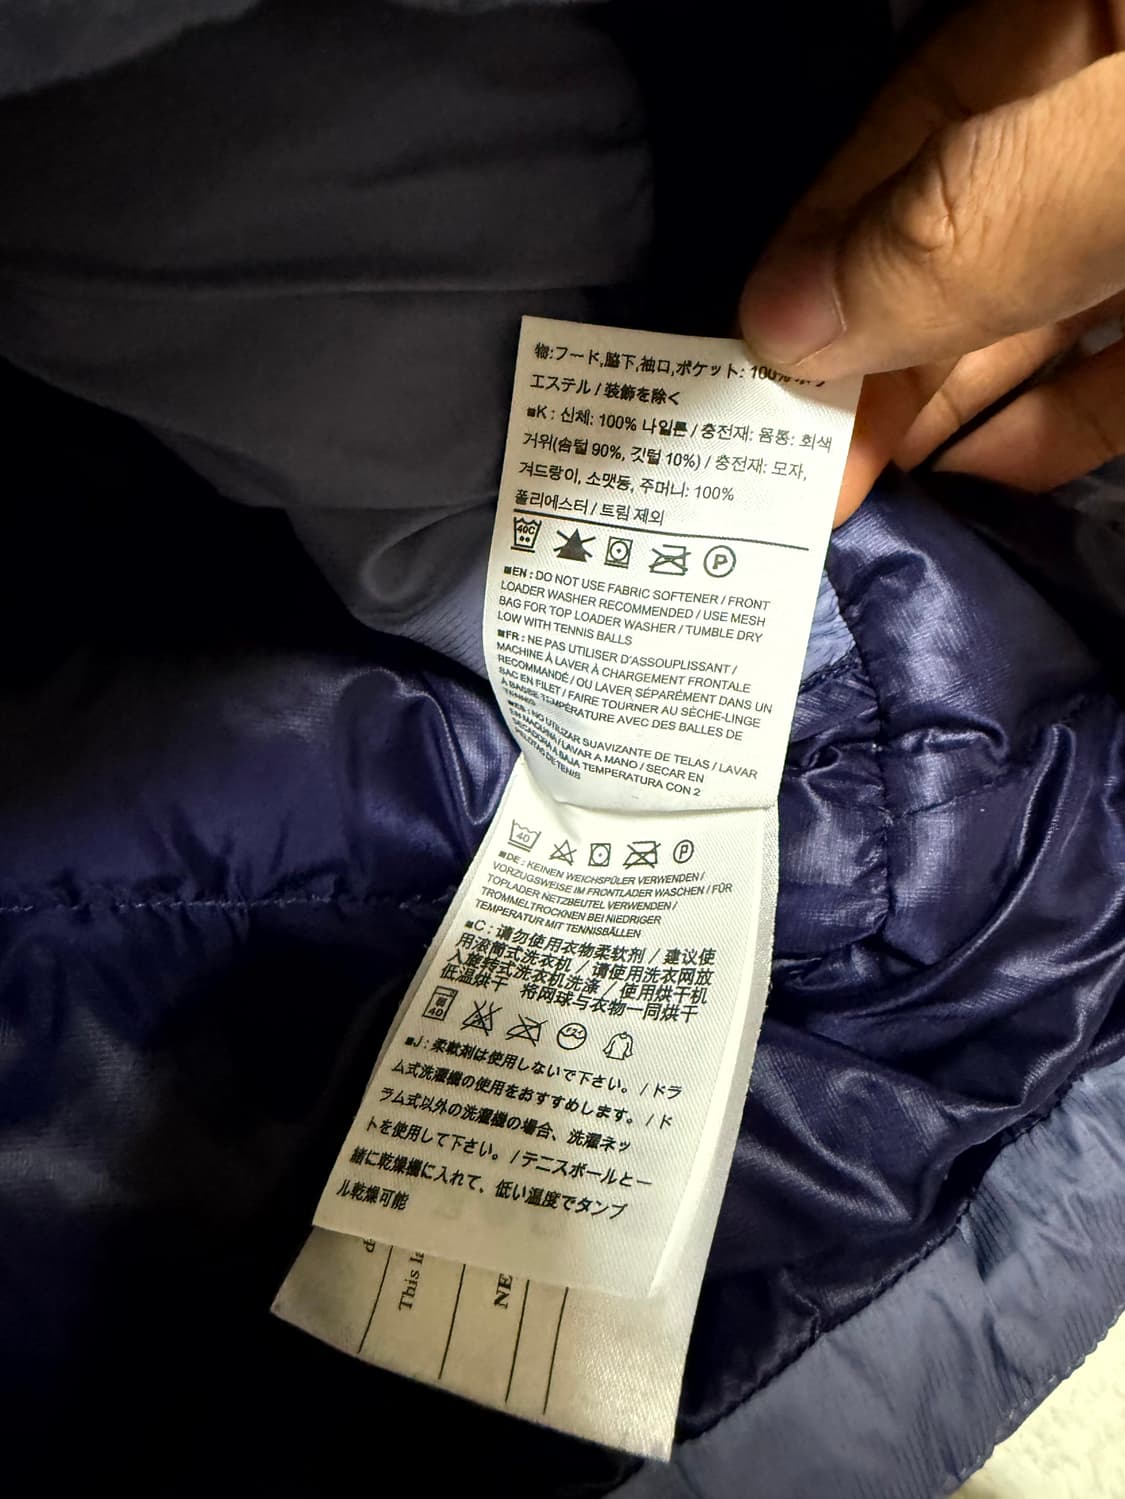 物:フード,脇下,袖口,ポケット: 100% ポリ
エステル / 装飾を除く
■K : 신체: 100% 나일론 / 충전재: 몸통: 회색
거위(솜털 90%, 깃털 10%) / 충전재: 모자,
겨드랑이, 소맷동, 주머니: 100%
폴리에스터 / 트림 제외
40C
P
■EN : DO NOT USE FABRIC SOFTENER / FRONT
LOADER WASHER RECOMMENDED / USE MESH
BAG FOR TOP LOADER WASHER / TUMBLE DRY
LOW WITH TENNIS BALLS
■FR : NE PAS UTILISER D'ASSOUPLISSANT /
MACHINE À LAVER À CHARGEMENT FRONTALE
RECOMMANDÉ / OU LAVER SÉPARÉMENT DANS UN
SAC EN FILET / FAIRE TOURNER AU SÈCHE-LINGE
À BASSE TEMPÉRATURE AVEC DES BALLES DE
TENNIS
■ES : NO UTILIZAR SUAVIZANTE DE TELAS / LAVAR
EN MAQUINA / LAVAR A MANO / SECAR EN
SECADORA A BAJA TEMPERATURA CON 2
PELOTAS DE TENIS
40
P
■DE : KEINEN WEICHSPÜLER VERWENDEN /
VORZUGSWEISE IM FRONTLADER WASCHEN / FÜR
TOPLADER NETZBEUTEL VERWENDEN /
TROMMELTROCKNEN BEI NIEDRIGER
TEMPERATUR MIT TENNISBÄLLEN
■C : 请勿使用衣物柔软剂 / 建议使
用滚筒式洗衣机 / 请使用洗衣网放
入旋转式洗衣机洗涤 / 使用烘干机
低温烘干 将网球与衣物一同烘干
弱 40
■J : 柔軟剤は使用しないで下さい。 / ドラ
ム式洗濯機の使用をおすすめします。 / ド
ラム式以外の洗濯機の場合、洗濯ネッ
トを使用して下さい。 / テニスボールと一
緒に乾燥機に入れて、低い温度でタンブ
ル乾燥可能
This la
NE